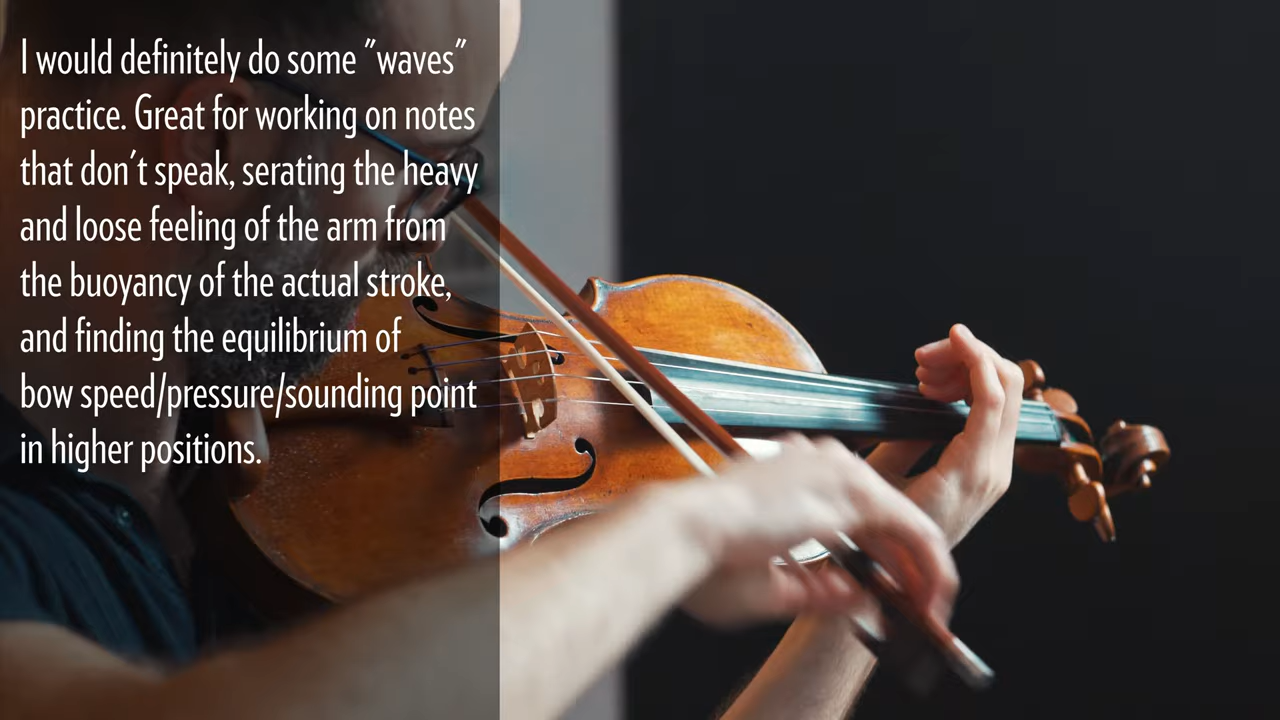 I would definitely do some "waves"
practice. Great for working on notes
that don't speak, serating the heavy
and loose feeling of the arm from
the buoyancy of the actual stroke,
and finding the equilibrium of
bow speed/pressure/sounding point
in higher positions.